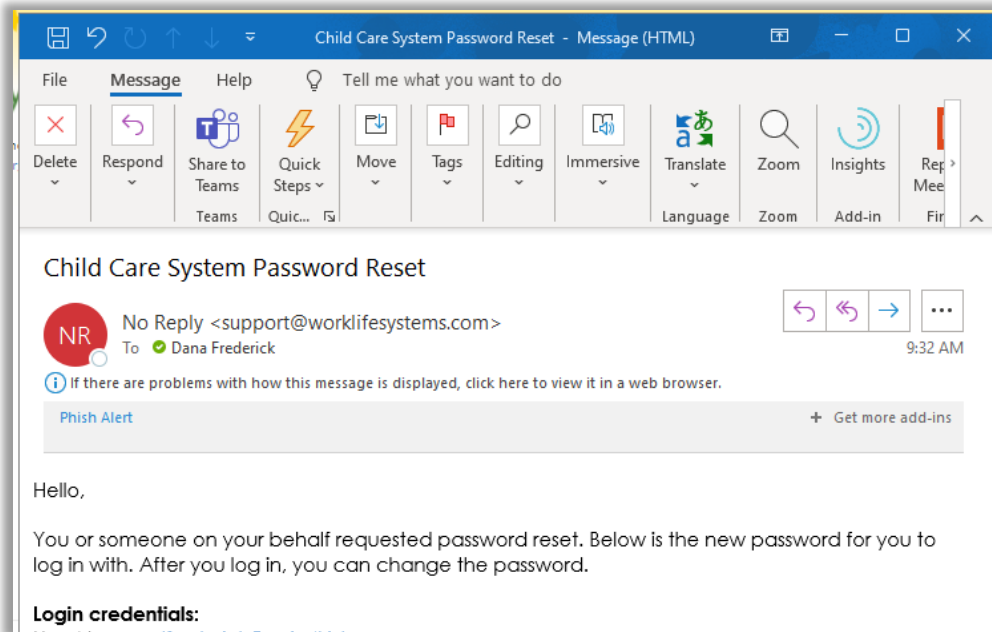 Child Care System Password Reset - Message (HTML)
File Message Help Tell me what you want to do
Delete
Respond
Share to Teams
Quick Steps
Move
Tags
Editing
Immersive
Translate
Zoom
Insights
Teams
Quic...
Language
Zoom
Add-in
Child Care System Password Reset
NR
No Reply <support@worklifesystems.com>
To Dana Frederick
9:32 AM
If there are problems with how this message is displayed, click here to view it in a web browser.
Phish Alert
+ Get more add-ins
Hello,
You or someone on your behalf requested password reset. Below is the new password for you to
log in with. After you log in, you can change the password.
Login credentials: